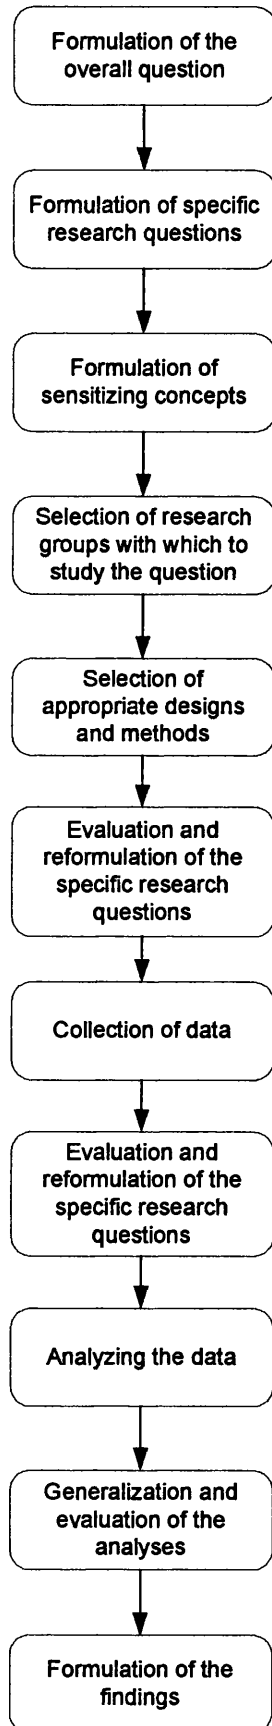 Formulation of the
overall question
Formulation of specific
research questions
Formulation of
sensitizing concepts
Selection of research
groups with which to
study the question
Selection of
appropriate designs
and methods
Evaluation and
reformulation of the
specific research
questions
Collection of data
Evaluation and
reformulation of the
specific research
questions
Analyzing the data
Generalization and
evaluation of the
analyses
Formulation of the
findings